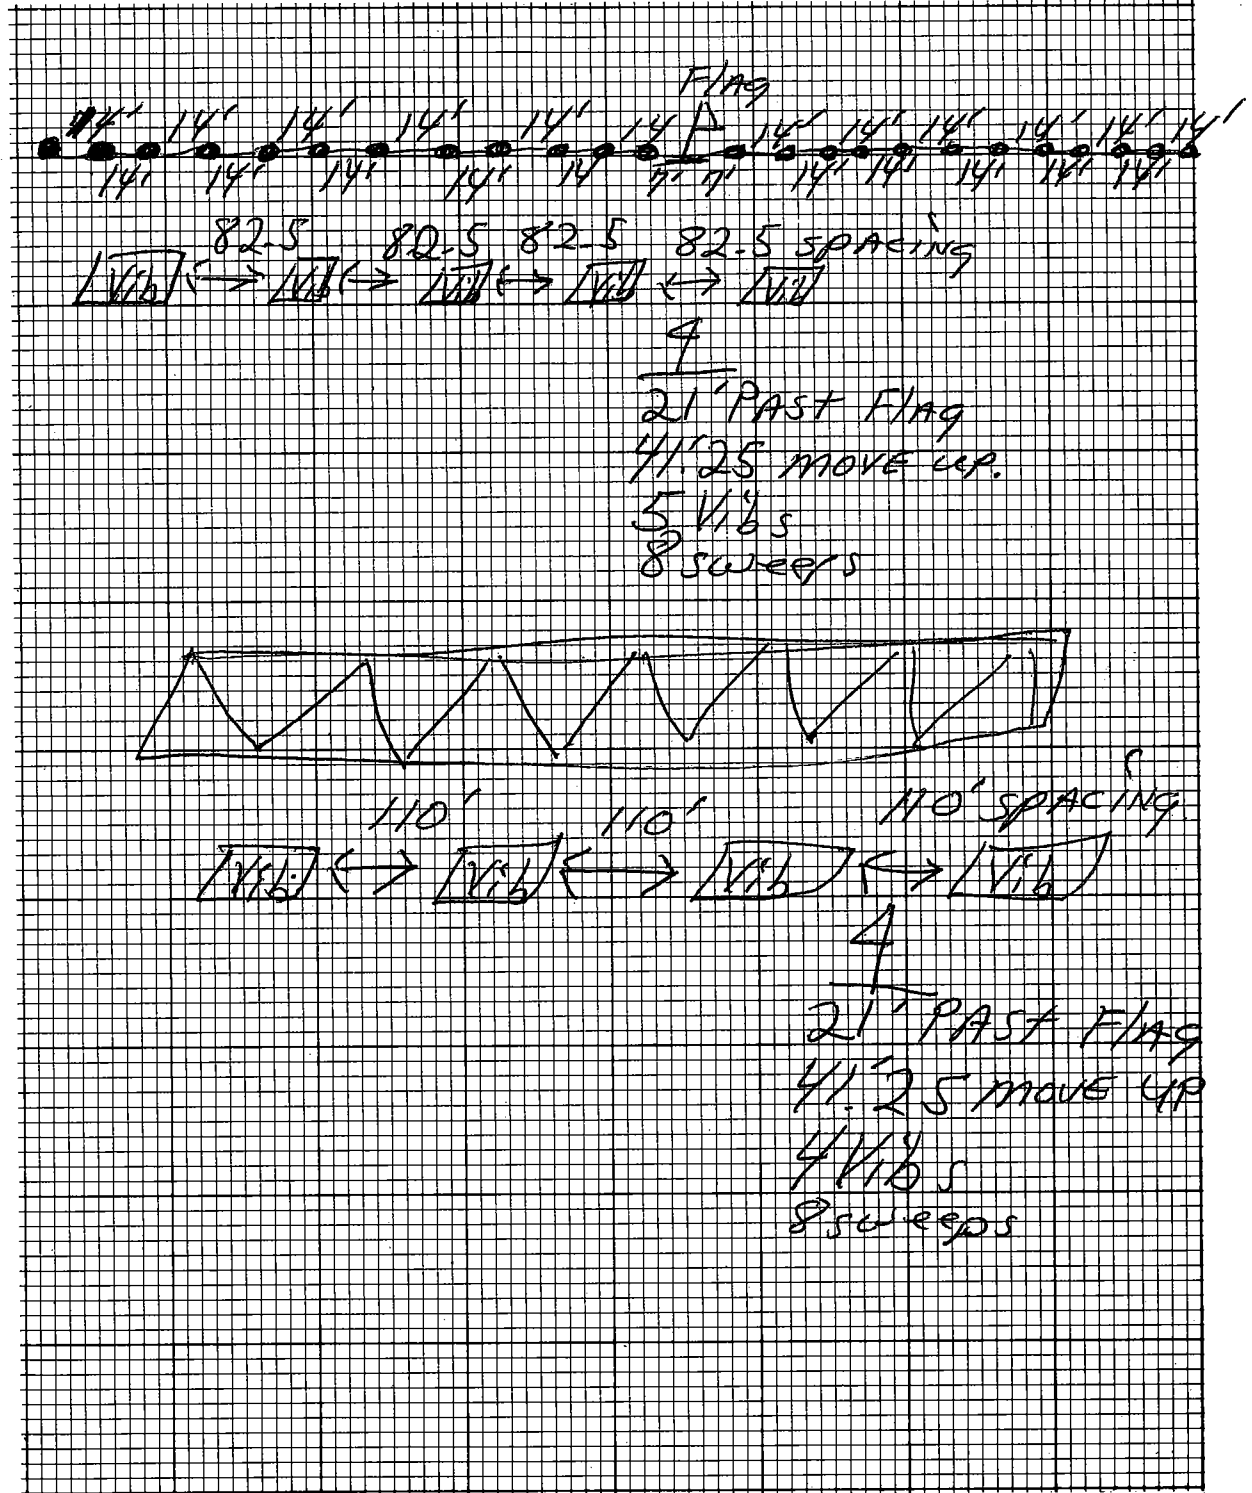 Flag
14' 14' 14' 14' 14' 14 14' 14' 14' 14' 14' 14'
14' 14' 14' 14' 14 7' 7' 14' 14' 14' 14' 14'
82.5 82.5 82.5 82.5 spacing
Vib Vib Vib Vib Vib
4
21' Past Flag
41.'25 move up.
5 Vibs
8 sweeps
110' 110' 110' spacing
Vib Vib Vib Vib
4
21' Past Flag
41.'25 move up
4 Vibs
8 sweeps